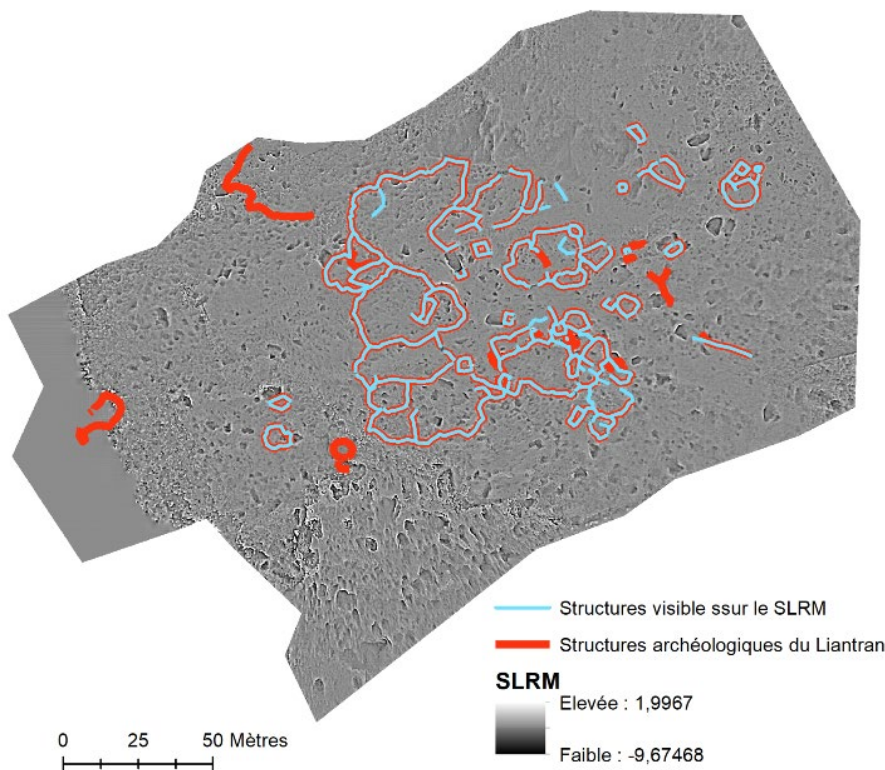 Structures visible ssur le SLRM
Structures archéologiques du Liantran
SLRM
Elevée : 1,9967
Faible : -9,67468
0 25 50 Mètres